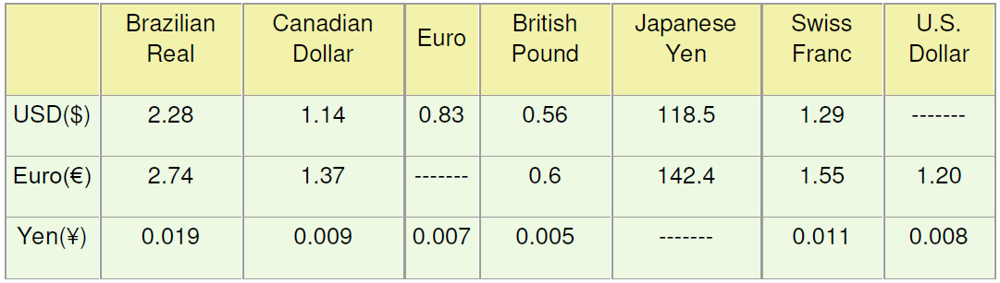 Brazilian Real Canadian Dollar Euro British Pound Japanese Yen Swiss Franc U.S. Dollar
USD($) 2.28 1.14 0.83 0.56 118.5 1.29 -------
Euro(€) 2.74 1.37 ------- 0.6 142.4 1.55 1.20
Yen(¥) 0.019 0.009 0.007 0.005 ------- 0.011 0.008